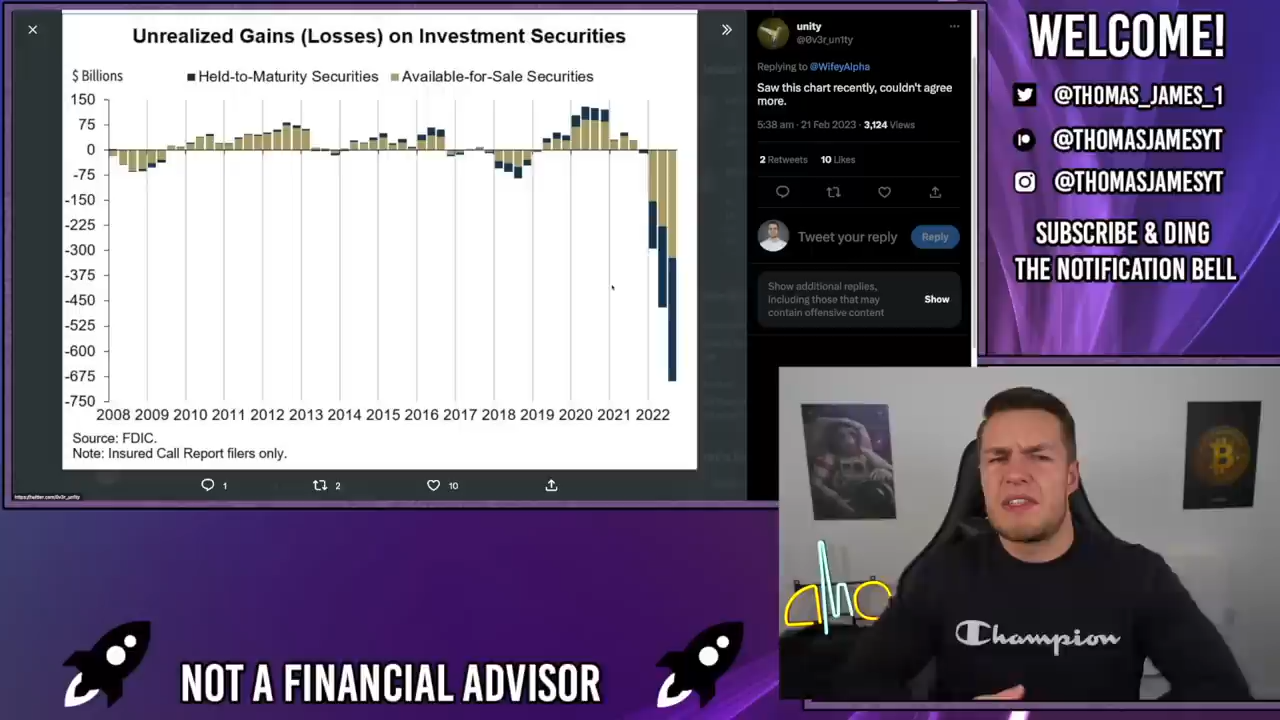 Unrealized Gains (Losses) on Investment Securities
$ Billions
Held-to-Maturity Securities
Available-for-Sale Securities
150
75
0
-75
-150
-225
-300
-375
-450
-525
-600
-675
-750
2008 2009 2010 2011 2012 2013 2014 2015 2016 2017 2018 2019 2020 2021 2022
Source: FDIC.
Note: Insured Call Report filers only.
1
2
10
unity
@0v3r_un1ty
Replying to @WifeyAlpha
Saw this chart recently, couldn't agree
more.
5:38 am · 21 Feb 2023 · 3,124 Views
2 Retweets 10 Likes
Tweet your reply
Reply
Show additional replies,
including those that may
contain offensive content
Show
WELCOME!
@THOMAS_JAMES_1
@THOMASJAMESYT
@THOMASJAMESYT
SUBSCRIBE & DING
THE NOTIFICATION BELL
Champion
NOT A FINANCIAL ADVISOR